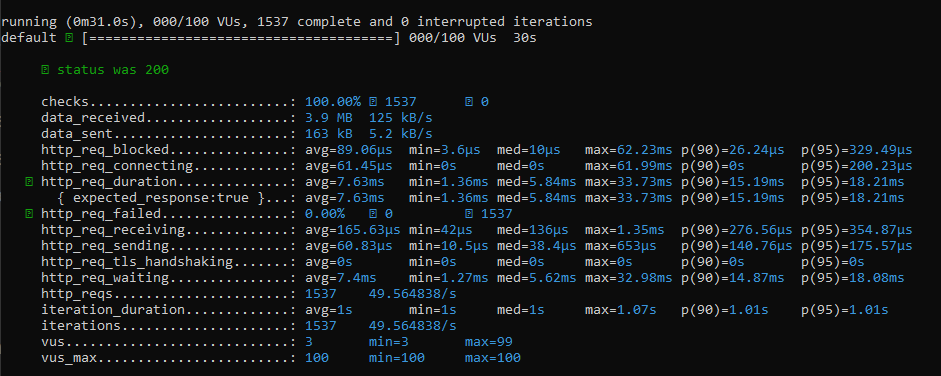 running (0m31.0s), 000/100 VUs, 1537 complete and 0 interrupted iterations
default [======================================] 000/100 VUs  30s
status was 200
checks.........................: 100.00% 1537 0
data_received..................: 3.9 MB 125 kB/s
data_sent......................: 163 kB 5.2 kB/s
http_req_blocked...............: avg=89.06µs min=3.6µs med=10µs max=62.23ms p(90)=26.24µs p(95)=329.49µs
http_req_connecting............: avg=61.45µs min=0s med=0s max=61.99ms p(90)=0s p(95)=200.23µs
http_req_duration..............: avg=7.63ms min=1.36ms med=5.84ms max=33.73ms p(90)=15.19ms p(95)=18.21ms
{ expected_response:true }...: avg=7.63ms min=1.36ms med=5.84ms max=33.73ms p(90)=15.19ms p(95)=18.21ms
http_req_failed................: 0.00% 0 1537
http_req_receiving.............: avg=165.63µs min=42µs med=136µs max=1.35ms p(90)=276.56µs p(95)=354.87µs
http_req_sending...............: avg=60.83µs min=10.5µs med=38.4µs max=653µs p(90)=140.76µs p(95)=175.57µs
http_req_tls_handshaking.......: avg=0s min=0s med=0s max=0s p(90)=0s p(95)=0s
http_req_waiting...............: avg=7.4ms min=1.27ms med=5.62ms max=32.98ms p(90)=14.87ms p(95)=18.08ms
http_reqs......................: 1537 49.564838/s
iteration_duration.............: avg=1s min=1s med=1s max=1.07s p(90)=1.01s p(95)=1.01s
iterations.....................: 1537 49.564838/s
vus............................: 3 min=3 max=99
vus_max........................: 100 min=100 max=100